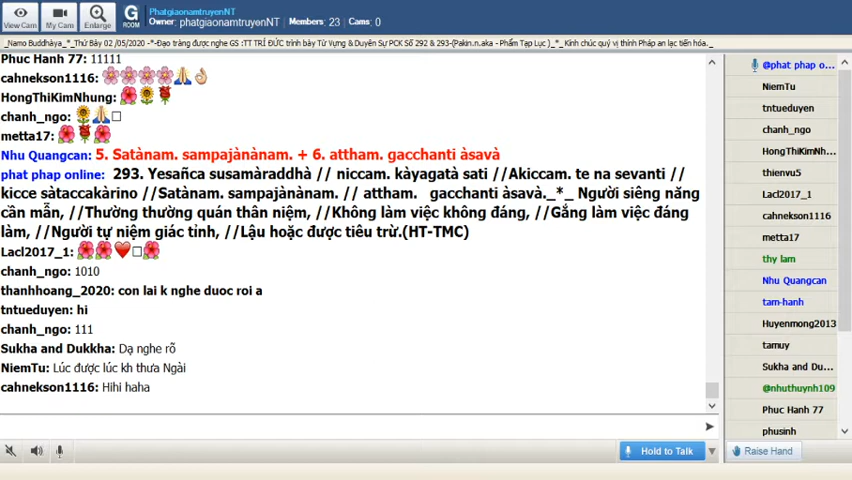 PhatgiaonamtruyenNT
Owner: phatgiaonamtruyenNT Members: 23 Cams: 0
View Cam My Cam Enlarge G ROOM
_Namo Buddhàya_*_Thứ Bảy 02 /05/2020 -*-Đạo tràng được nghe GS :TT TRÍ ĐỨC trình bày Từ Vựng & Duyên Sự PCK Số 292 & 293-(Pakin.n.aka - Phẩm Tạp Lục )_*_ Kính chúc quý vị thính Pháp an lạc tiến hóa._
Phuc Hanh 77: 11111
cahnekson1116:
HongThiKimNhung:
chanh_ngo:
metta17:
Nhu Quangcan: 5. Satànam. sampajànànam. + 6. attham. gacchanti àsavà
phat phap online: 293. Yesañca susamàraddhà // niccam. kàyagatà sati //Akiccam. te na sevanti //
kicce sàtaccakàrino //Satànam. sampajànànam. // attham. gacchanti àsavà._*_ Người siêng năng
cần mẫn, //Thường thường quán thân niệm, //Không làm việc không đáng, //Gắng làm việc đáng
làm, //Người tự niệm giác tinh, //Lậu hoặc được tiêu trừ.(HT-TMC)
Lacl2017_1:
chanh_ngo: 1010
thanhhoang_2020: con lai k nghe duoc roi a
tntueduyen: hi
chanh_ngo: 111
Sukha and Dukkha: Dạ nghe rõ
NiemTu: Lúc được lúc kh thưa Ngài
cahnekson1116: Hihi haha
Hold to Talk
@phat phap o...
NiemTu
tntueduyen
chanh_ngo
HongThiKimNh...
thienvu5
Lacl2017_1
cahnekson1116
metta17
thy lam
Nhu Quangcan
tam-hanh
Huyenmong2013
tamuy
Sukha and Du...
@nhuthuynh109
Phuc Hanh 77
phusinh
Raise Hand